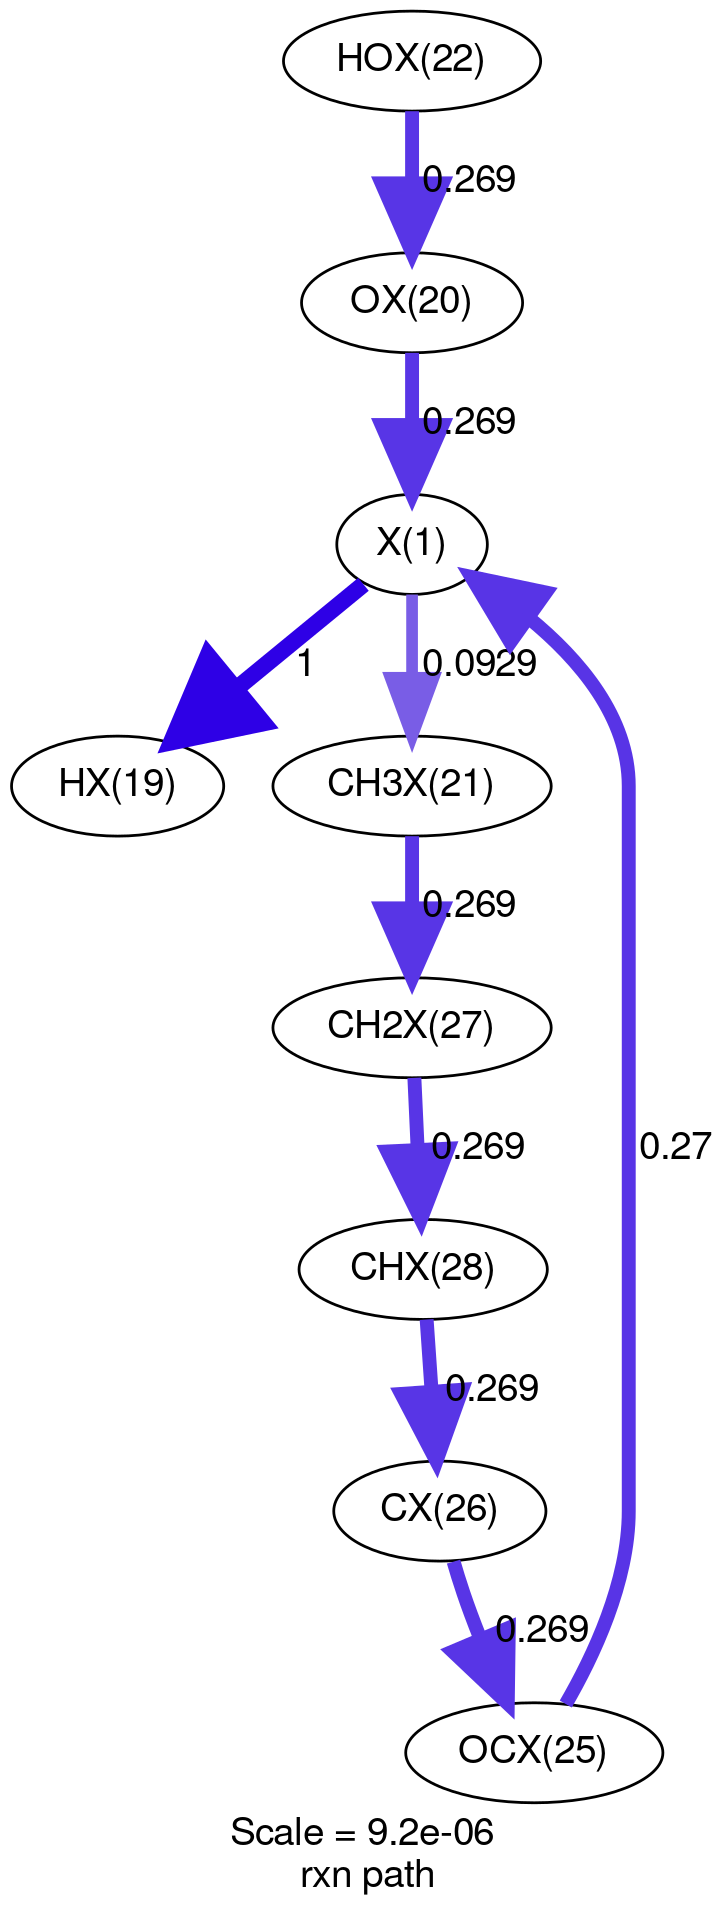 HOX(22)
0.269
OX(20)
0.269
X(1)
1
0.0929
HX(19)
CH3X(21)
0.269
CH2X(27)
0.269
0.27
CHX(28)
0.269
CX(26)
0.269
OCX(25)
Scale = 9.2e-06
rxn path